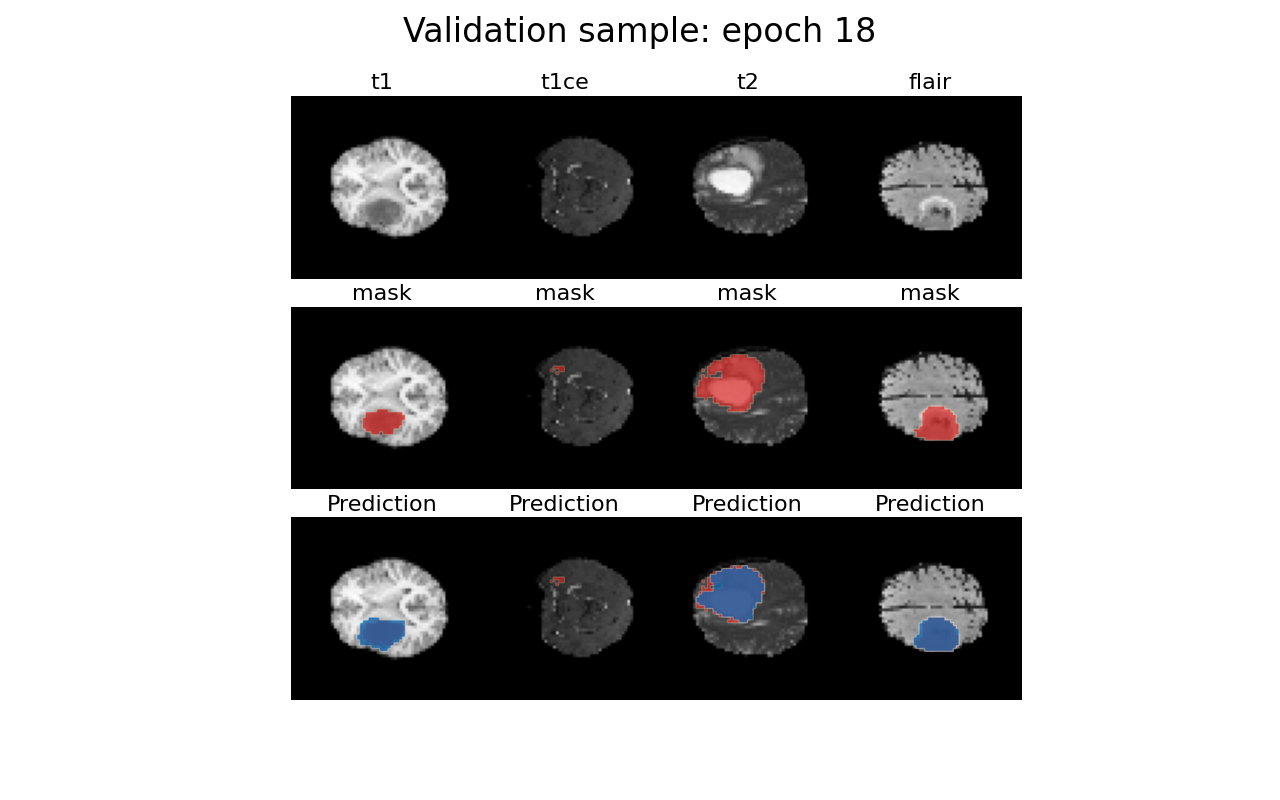 Validation sample: epoch 18
t1 t1ce t2 flair
mask mask mask mask
Prediction Prediction Prediction Prediction